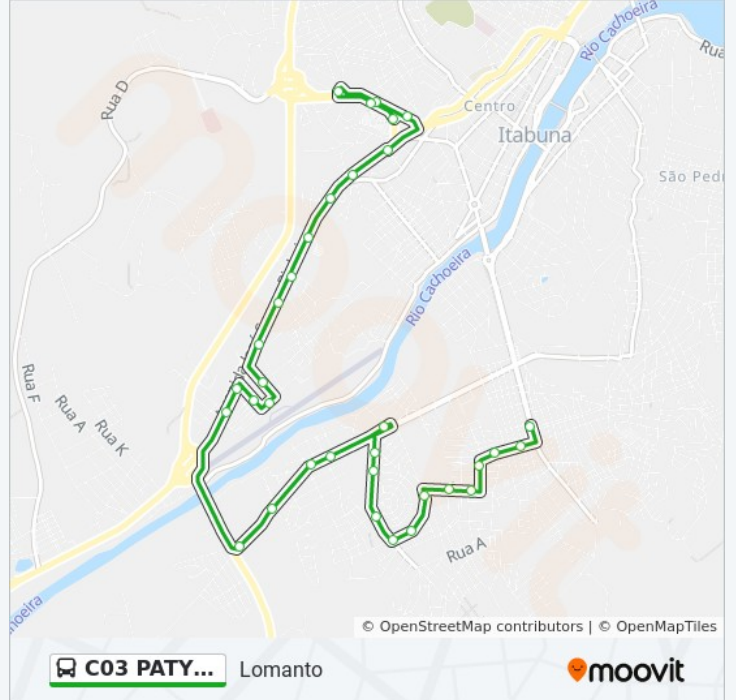 Rio Cachoeira
Rua
Rua D
Centro
Itabuna
São Pedr
Rio Cachoeira
Rua F
Rua A
Rua K
Rua A
hoeira
© OpenStreetMap contributors | © OpenMapTiles
C03 PATY... Lomanto
moovit